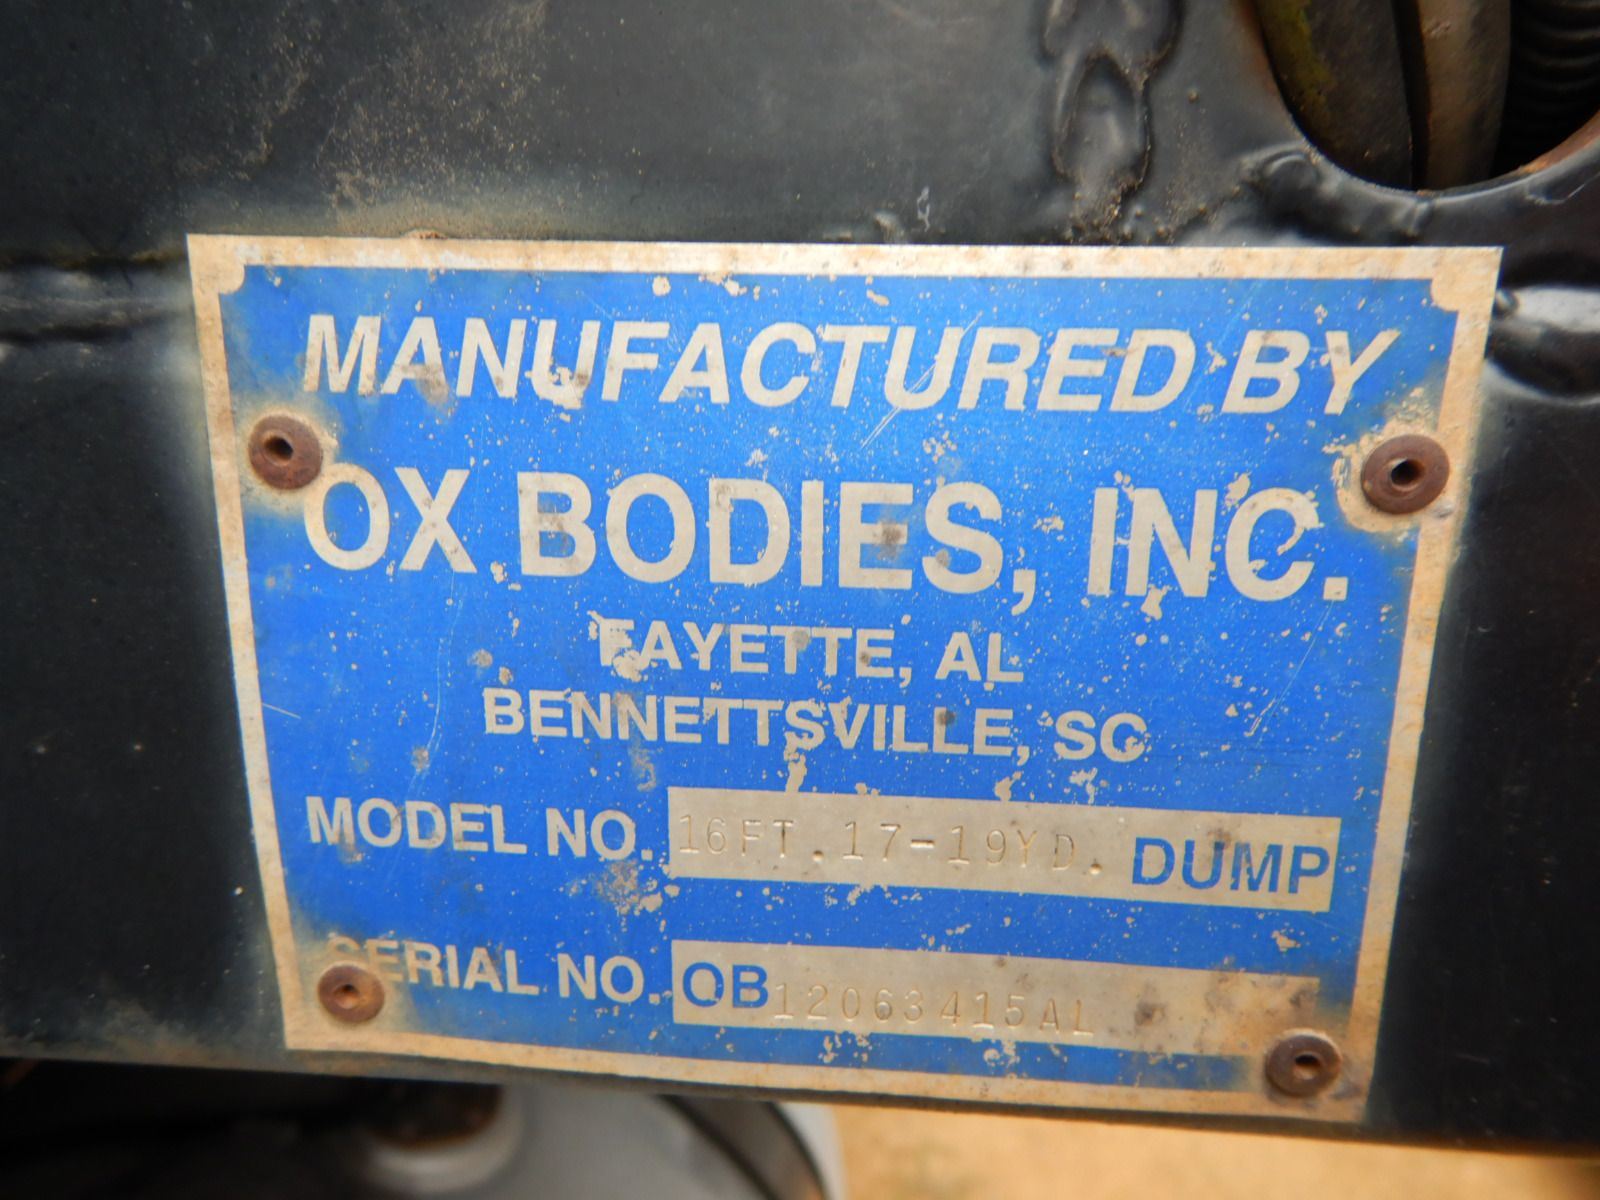 MANUFACTURED BY
OX BODIES, INC.
FAYETTE, AL
BENNETTSVILLE, SC
MODEL NO. 16FT.17-19YD. DUMP
SERIAL NO. OB12063415AL